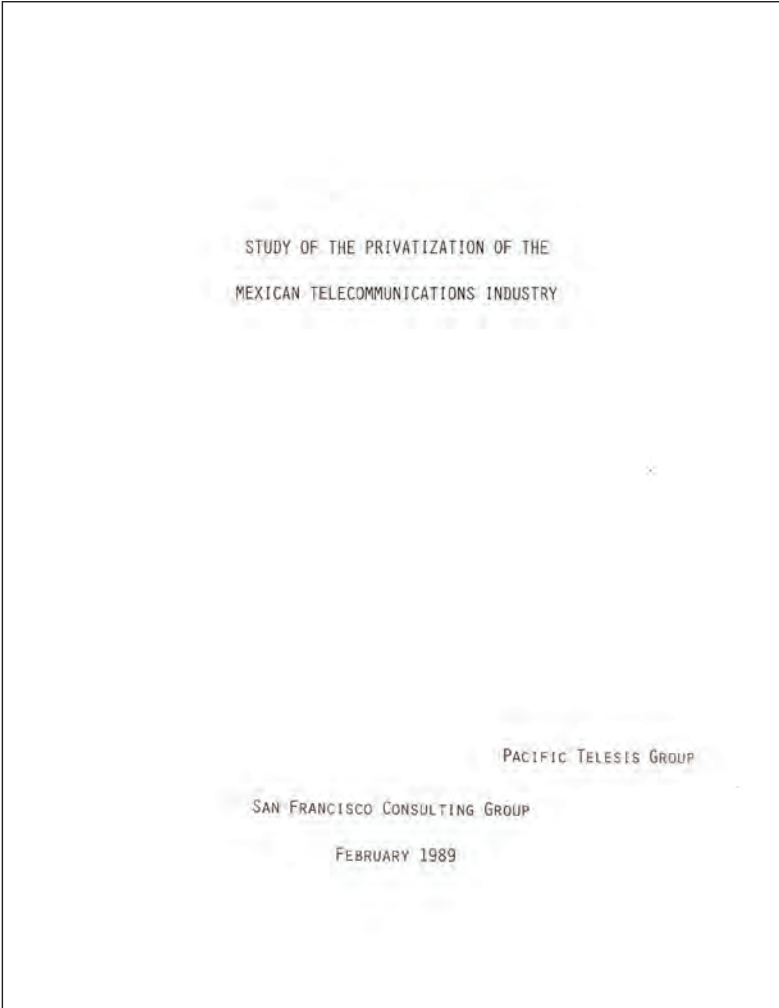 STUDY OF THE PRIVATIZATION OF THE
MEXICAN TELECOMMUNICATIONS INDUSTRY
PACIFIC TELESIS GROUP
SAN FRANCISCO CONSULTING GROUP
FEBRUARY 1989